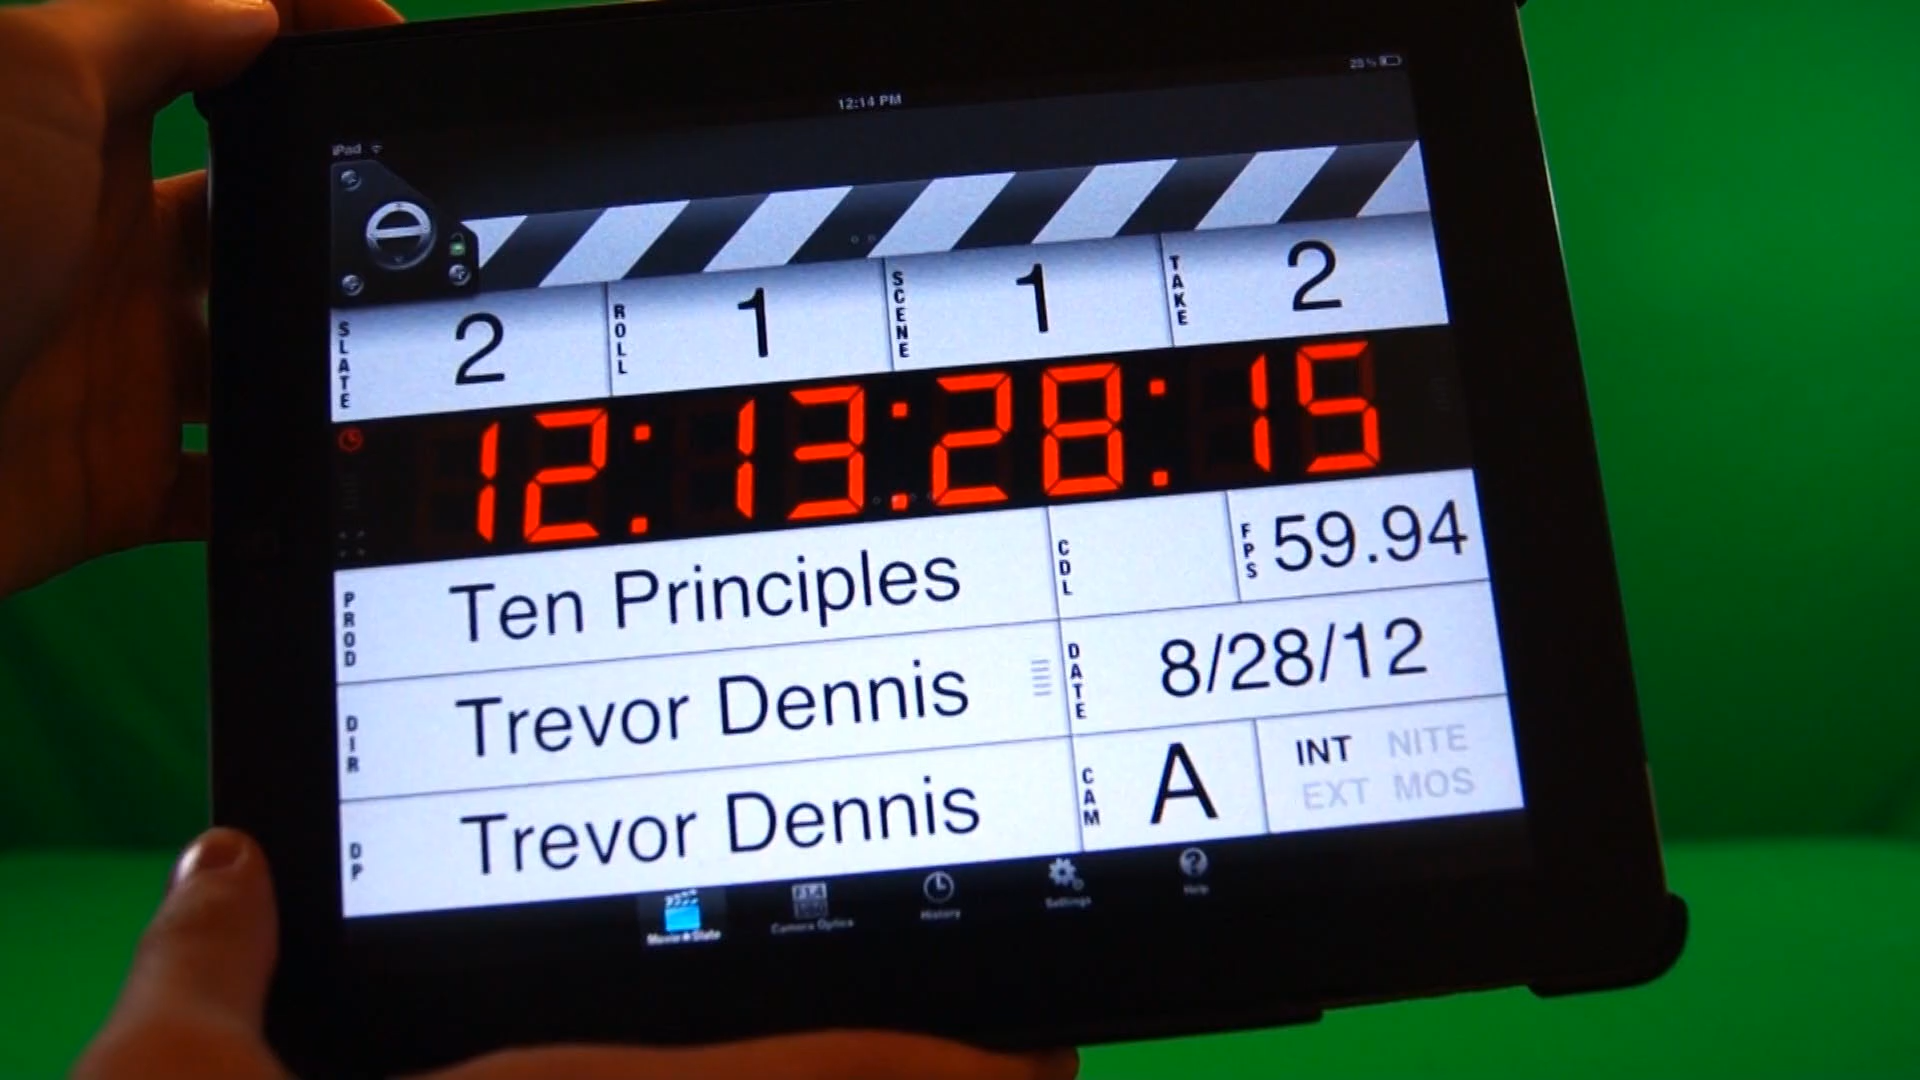 12:14 PM
25%
iPad
SLATE 2 ROLL 1 SCENE 1 TAKE 2
12:13:28:15
PROD Ten Principles CDL FPS 59.94
DIR Trevor Dennis DATE 8/28/12
DP Trevor Dennis CAM A INT NITE
EXT MOS
Movie★Slate Camera Optics History Settings Help